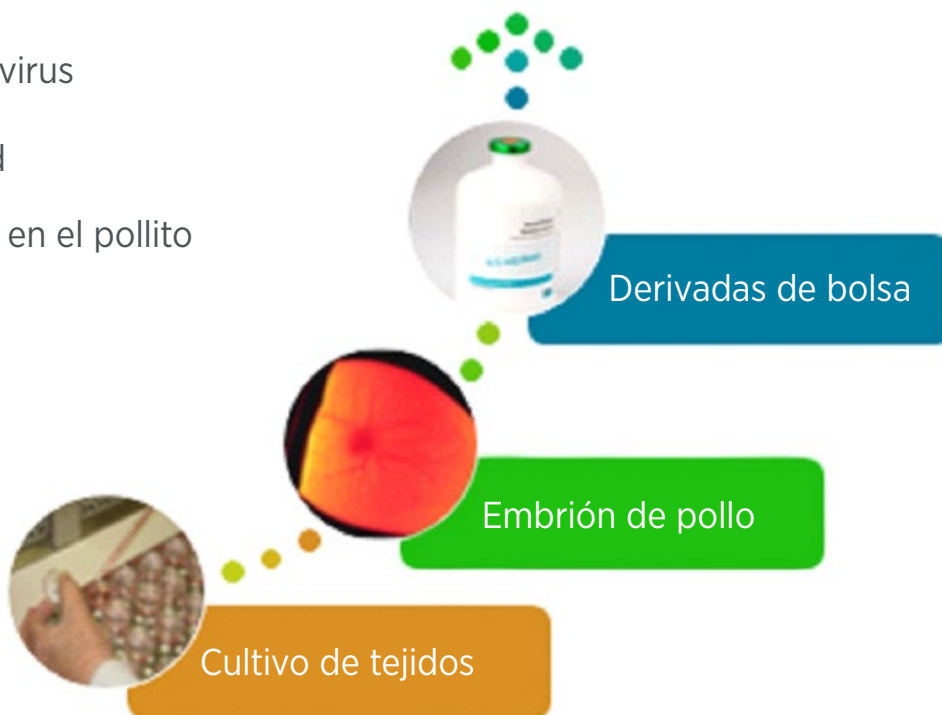 virus
en el pollito
Derivadas de bolsa
Embrión de pollo
Cultivo de tejidos